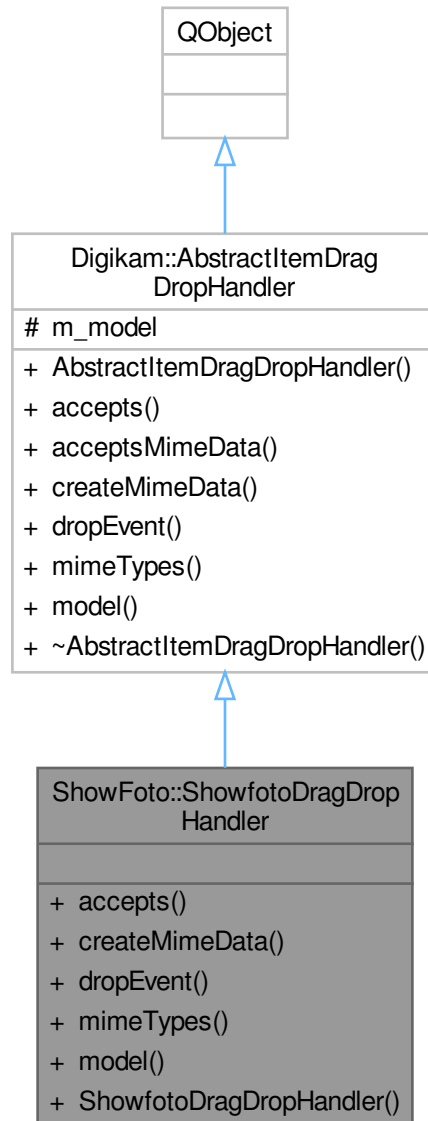 QObject
Digikam::AbstractItemDrag
DropHandler
# m_model
+ AbstractItemDragDropHandler()
+ accepts()
+ acceptsMimeData()
+ createMimeData()
+ dropEvent()
+ mimeTypes()
+ model()
+ ~AbstractItemDragDropHandler()
ShowFoto::ShowfotoDragDrop
Handler
+ accepts()
+ createMimeData()
+ dropEvent()
+ mimeTypes()
+ model()
+ ShowfotoDragDropHandler()